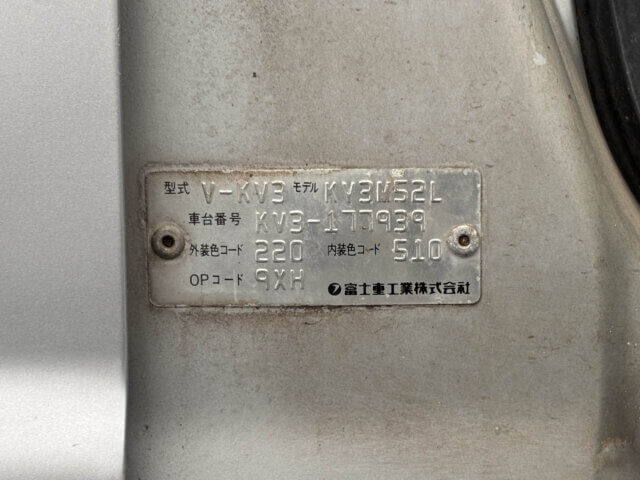 型式 V-KV3 モデル KV3M52L
車台番号 KV3-177939
外装色コード 220 内装色コード 510
OPコード 9XH 富士重工業株式会社